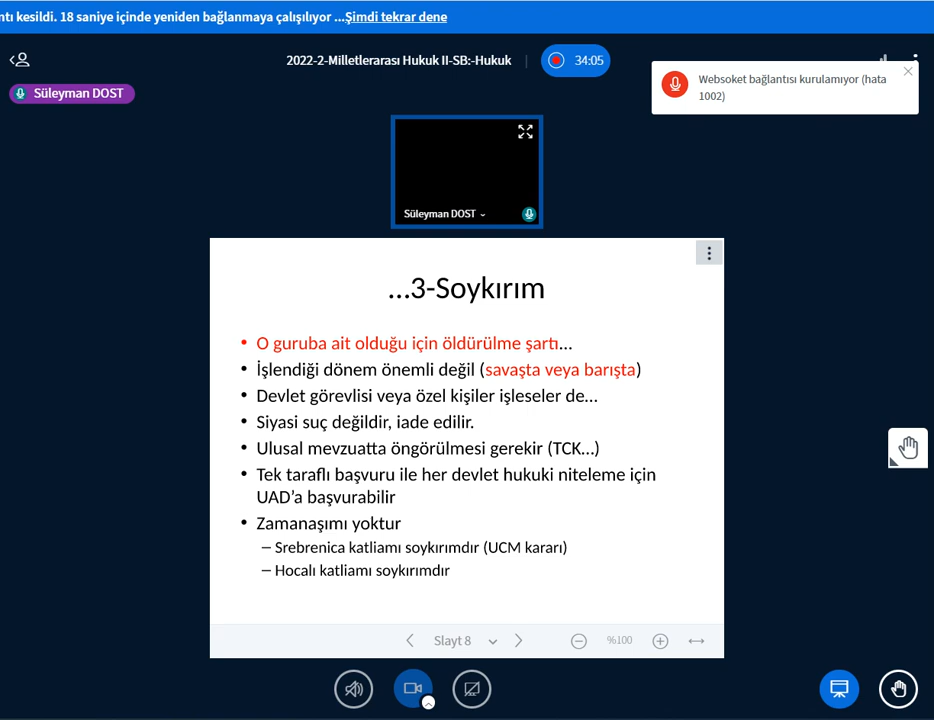 ntı kesildi. 18 saniye içinde yeniden bağlanmaya çalışılıyor ...Şimdi tekrar dene
2022-2-Milletlerarası Hukuk II-SB:-Hukuk
34:05
Websoket bağlantısı kurulamıyor (hata
1002)
Süleyman DOST
Süleyman DOST
...3-Soykırım
• O guruba ait olduğu için öldürülme şartı...
• İşlendiği dönem önemli değil (savaşta veya barışta)
• Devlet görevlisi veya özel kişiler işleseler de...
• Siyasi suç değildir, iade edilir.
• Ulusal mevzuatta öngörülmesi gerekir (TCK...)
• Tek taraflı başvuru ile her devlet hukuki niteleme için
UAD’a başvurabilir
• Zamanaşımı yoktur
– Srebrenica katliamı soykırımdır (UCM kararı)
– Hocalı katliamı soykırımdır
Slayt 8
%100